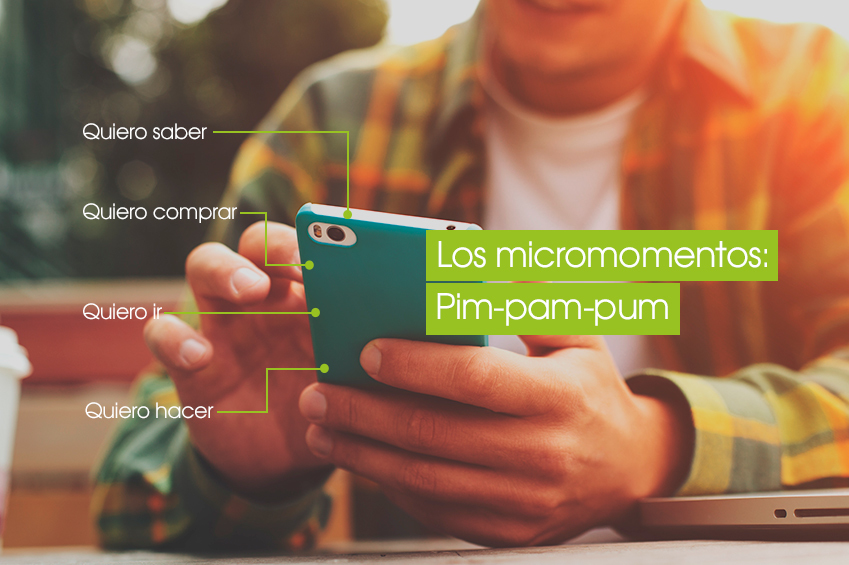 Quiero saber
Quiero comprar
Quiero ir
Quiero hacer
Los micromomentos:
Pim-pam-pum